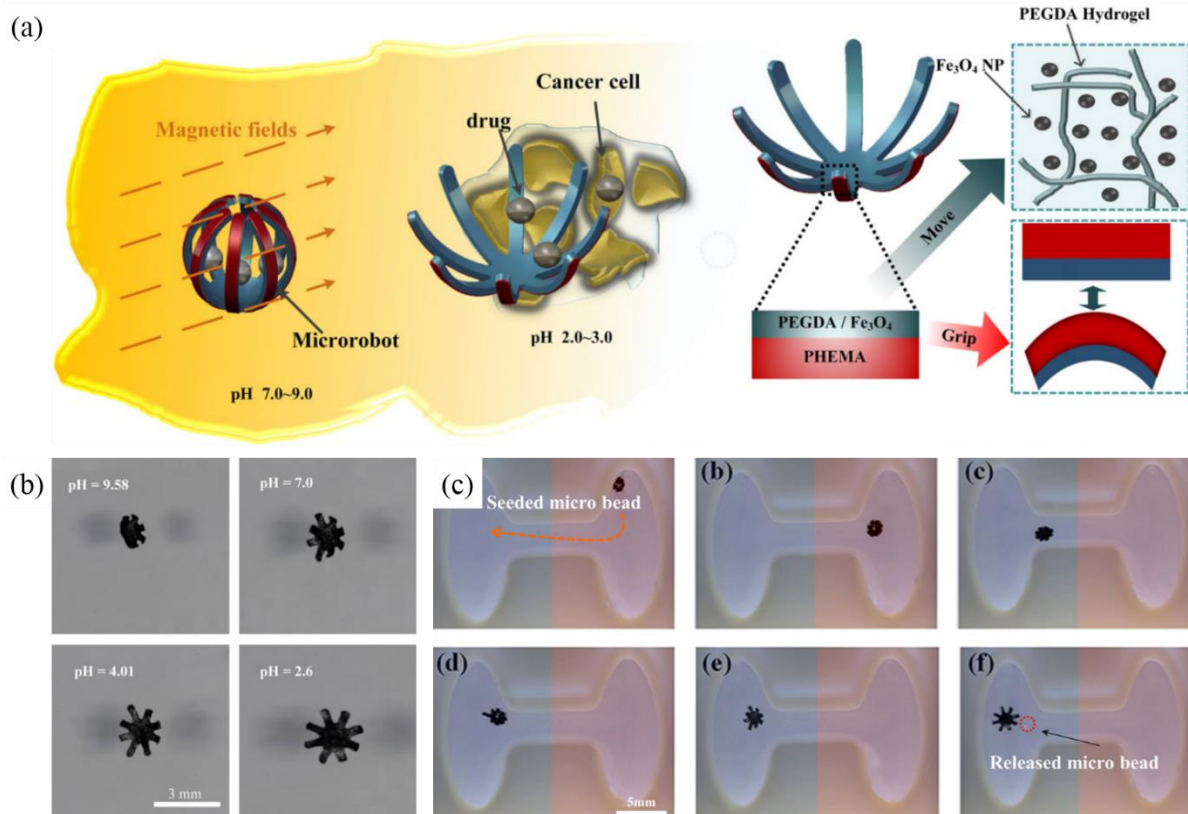 (a)
Magnetic fields
Microrobot
pH 7.0~9.0
drug
Cancer cell
pH 2.0~3.0
PEGDA Hydrogel
Fe₃O₄ NP
Move
PEGDA / Fe₃O₄
PHEMA
Grip
(b)
pH = 9.58
pH = 7.0
pH = 4.01
pH = 2.6
3 mm
(c)
Seeded micro bead
(b)
(c)
(d)
5mm
(e)
(f)
Released micro bead